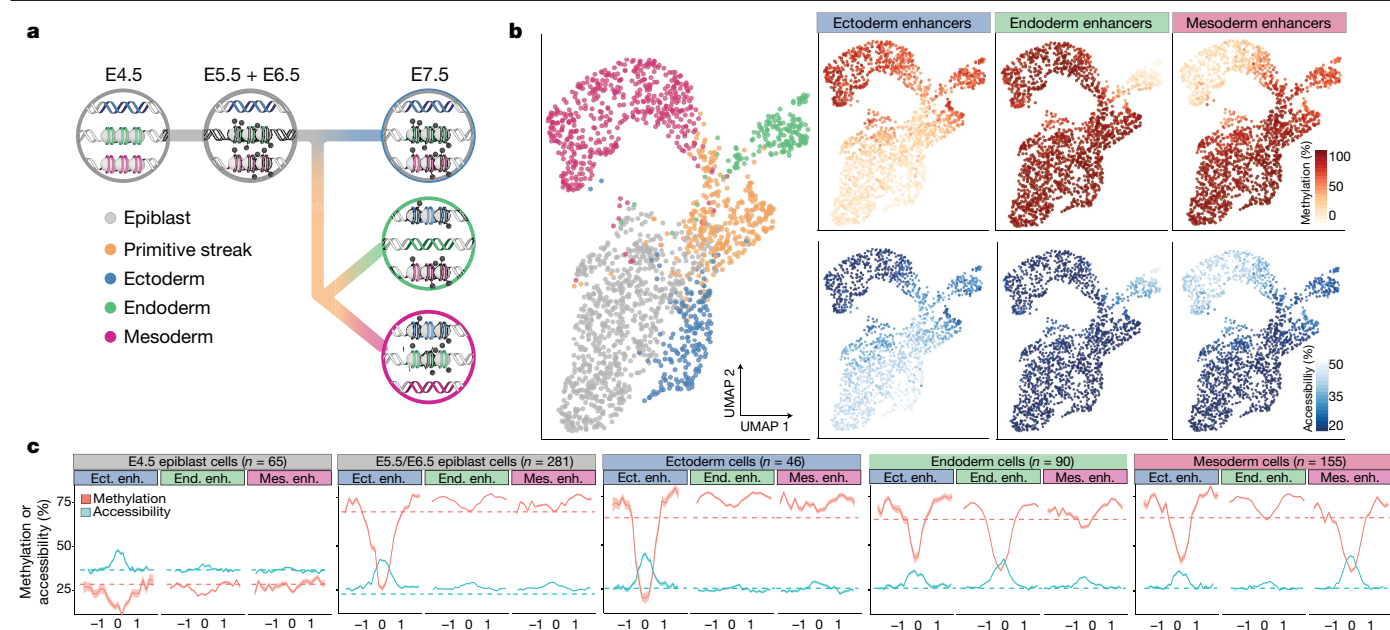 a
E4.5
E5.5 + E6.5
E7.5
Epiblast
Primitive streak
Ectoderm
Endoderm
Mesoderm
b
UMAP 2
UMAP 1
Ectoderm enhancers
Endoderm enhancers
Mesoderm enhancers
Methylation (%)
100
50
0
Accessibility (%)
50
35
20
c
E4.5 epiblast cells (n = 65)
E5.5/E6.5 epiblast cells (n = 281)
Ectoderm cells (n = 46)
Endoderm cells (n = 90)
Mesoderm cells (n = 155)
Ect. enh. End. enh. Mes. enh.
Ect. enh. End. enh. Mes. enh.
Ect. enh. End. enh. Mes. enh.
Ect. enh. End. enh. Mes. enh.
Ect. enh. End. enh. Mes. enh.
Methylation
Accessibility
Methylation or
accessibility (%)
75
50
25
−1 0 1 −1 0 1 −1 0 1
−1 0 1 −1 0 1 −1 0 1
−1 0 1 −1 0 1 −1 0 1
−1 0 1 −1 0 1 −1 0 1
−1 0 1 −1 0 1 −1 0 1